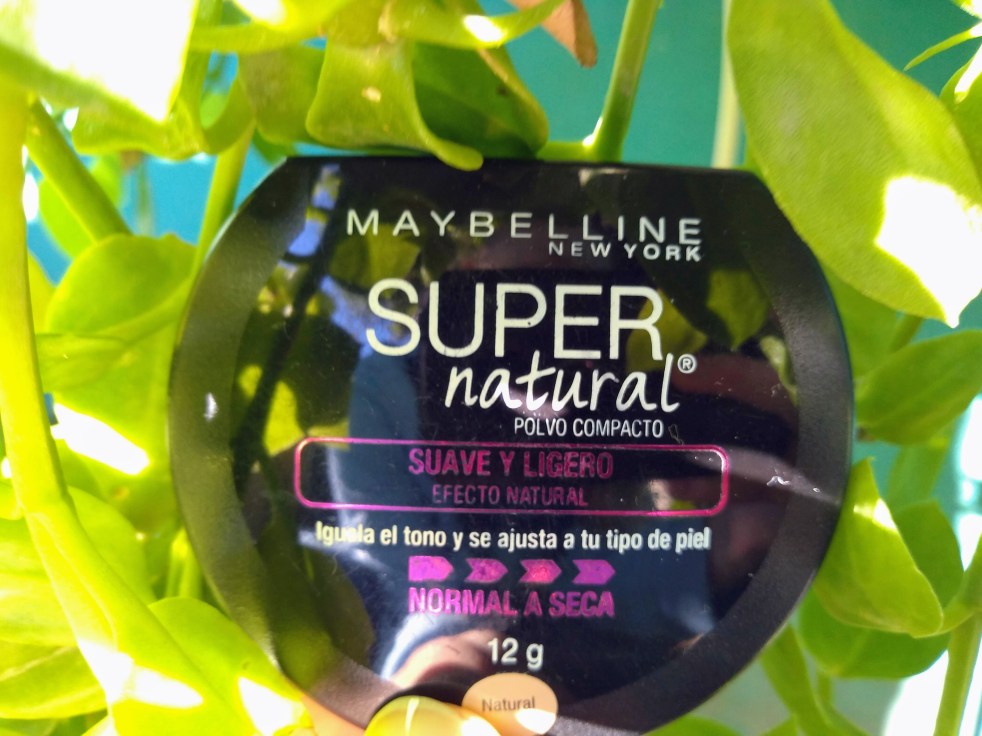 MAYBELLINE
NEW YORK
SUPER
natural®
POLVO COMPACTO
SUAVE Y LIGERO
EFECTO NATURAL
Iguala el tono y se ajusta a tu tipo de piel
NORMAL A SECA
12 g
Natural